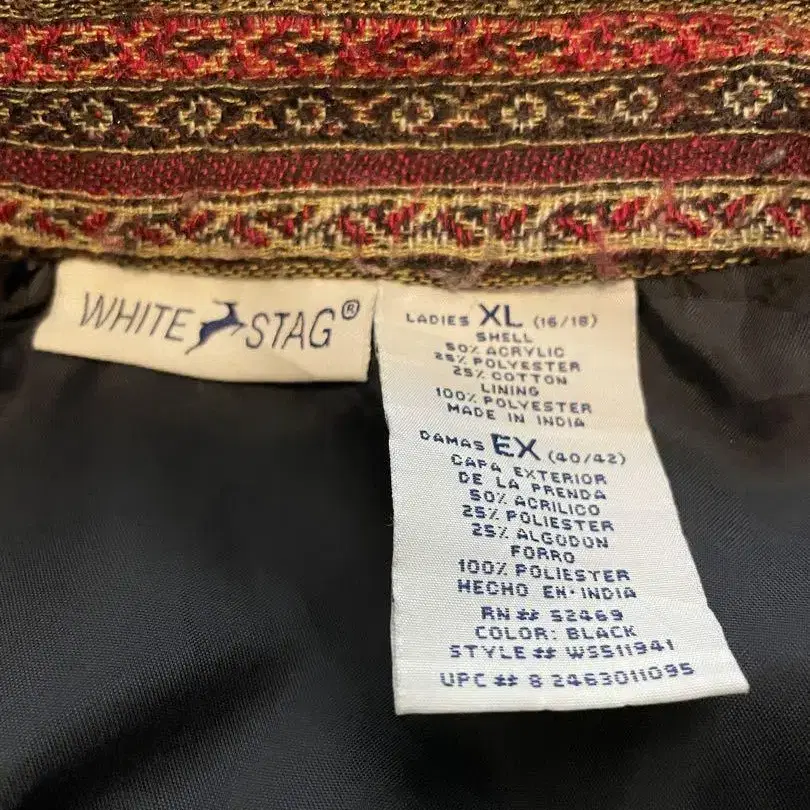 WHITE STAG®
LADIES XL (16/18)
SHELL
50% ACRYLIC
25% POLYESTER
25% COTTON
LINING
100% POLYESTER
MADE IN INDIA
DAMAS EX (40/42)
CAPA EXTERIOR
DE LA PRENDA
50% ACRILICO
25% POLIESTER
25% ALGODON
FORRO
100% POLIESTER
HECHO EN·INDIA
RN## 52469
COLOR: BLACK
STYLE## WS511941
UPC## 8 2463011095